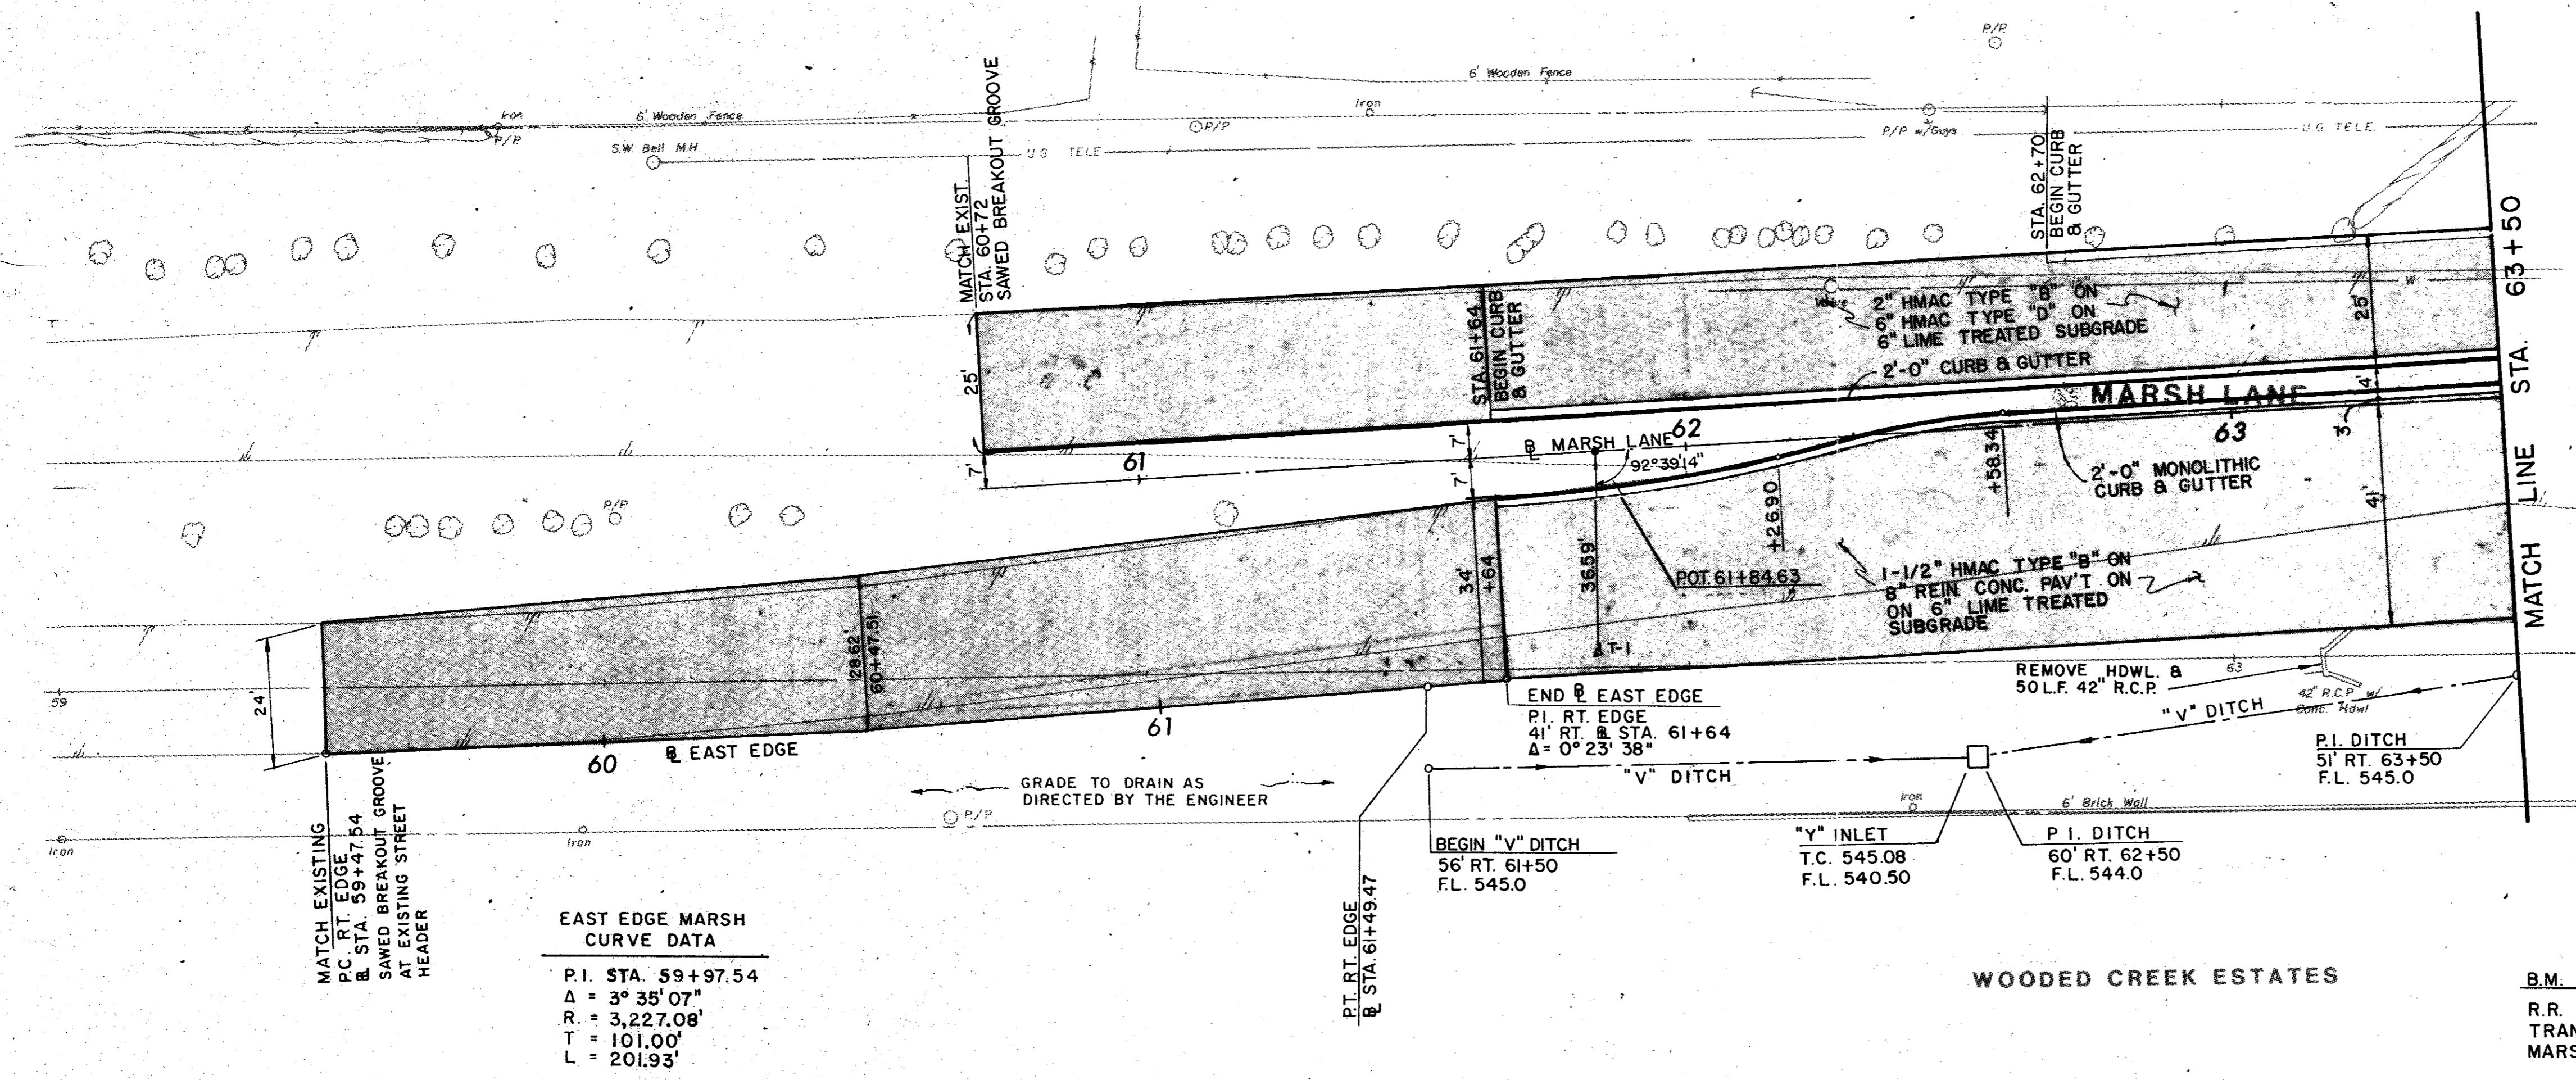 P/P
6' Wooden Fence
Iron
6' Wooden Fence
Iron
P/P
P/P
P/P w/Guys
U.G. TELE.
S.W. Bell M.H.
U.G. TELE
MATCH EXIST.
STA. 60+72
SAWED BREAKOUT GROOVE
STA. 62+70
BEGIN CURB
& GUTTER
MATCH LINE STA. 63+50
T
W
25'
25'
STA. 61+64
BEGIN CURB
& GUTTER
2" HMAC TYPE "B" ON
6" HMAC TYPE "D" ON
6" LIME TREATED SUBGRADE
2'-0" CURB & GUTTER
MARSH LANE
4'
3'
41'
7'
7'
7'
61
62
63
B MARSH LANE
92°39'14"
+26.90
+58.34
2'-0" MONOLITHIC
CURB & GUTTER
P/P
34'
+64
36.59'
P.O.T. 61+84.63
T-1
1-1/2" HMAC TYPE "B" ON
8" REIN. CONC. PAV'T ON
ON 6" LIME TREATED
SUBGRADE
28.62'
60+47.51
24'
59
60
61
63
B EAST EDGE
END B EAST EDGE
P.I. RT. EDGE
41' RT. B STA. 61+64
Δ = 0° 23' 38"
REMOVE HDWL. &
50 L.F. 42" R.C.P.
42" R.C.P. w/
Conc. Hdwl
"V" DITCH
"V" DITCH
P.I. DITCH
51' RT. 63+50
F.L. 545.0
GRADE TO DRAIN AS
DIRECTED BY THE ENGINEER
P/P
Iron
6' Brick Wall
Iron
Iron
MATCH EXISTING
P.C. RT. EDGE
B STA. 59+47.54
SAWED BREAKOUT GROOVE
AT EXISTING STREET
HEADER
BEGIN "V" DITCH
56' RT. 61+50
F.L. 545.0
"Y" INLET
T.C. 545.08
F.L. 540.50
P.I. DITCH
60' RT. 62+50
F.L. 544.0
P.T. RT. EDGE
B STA. 61+49.47
EAST EDGE MARSH
CURVE DATA
P.I. STA. 59+97.54
Δ = 3° 35' 07"
R. = 3,227.08'
T = 101.00'
L = 201.93'
WOODED CREEK ESTATES
B.M.
R.R.
TRAN
MARS